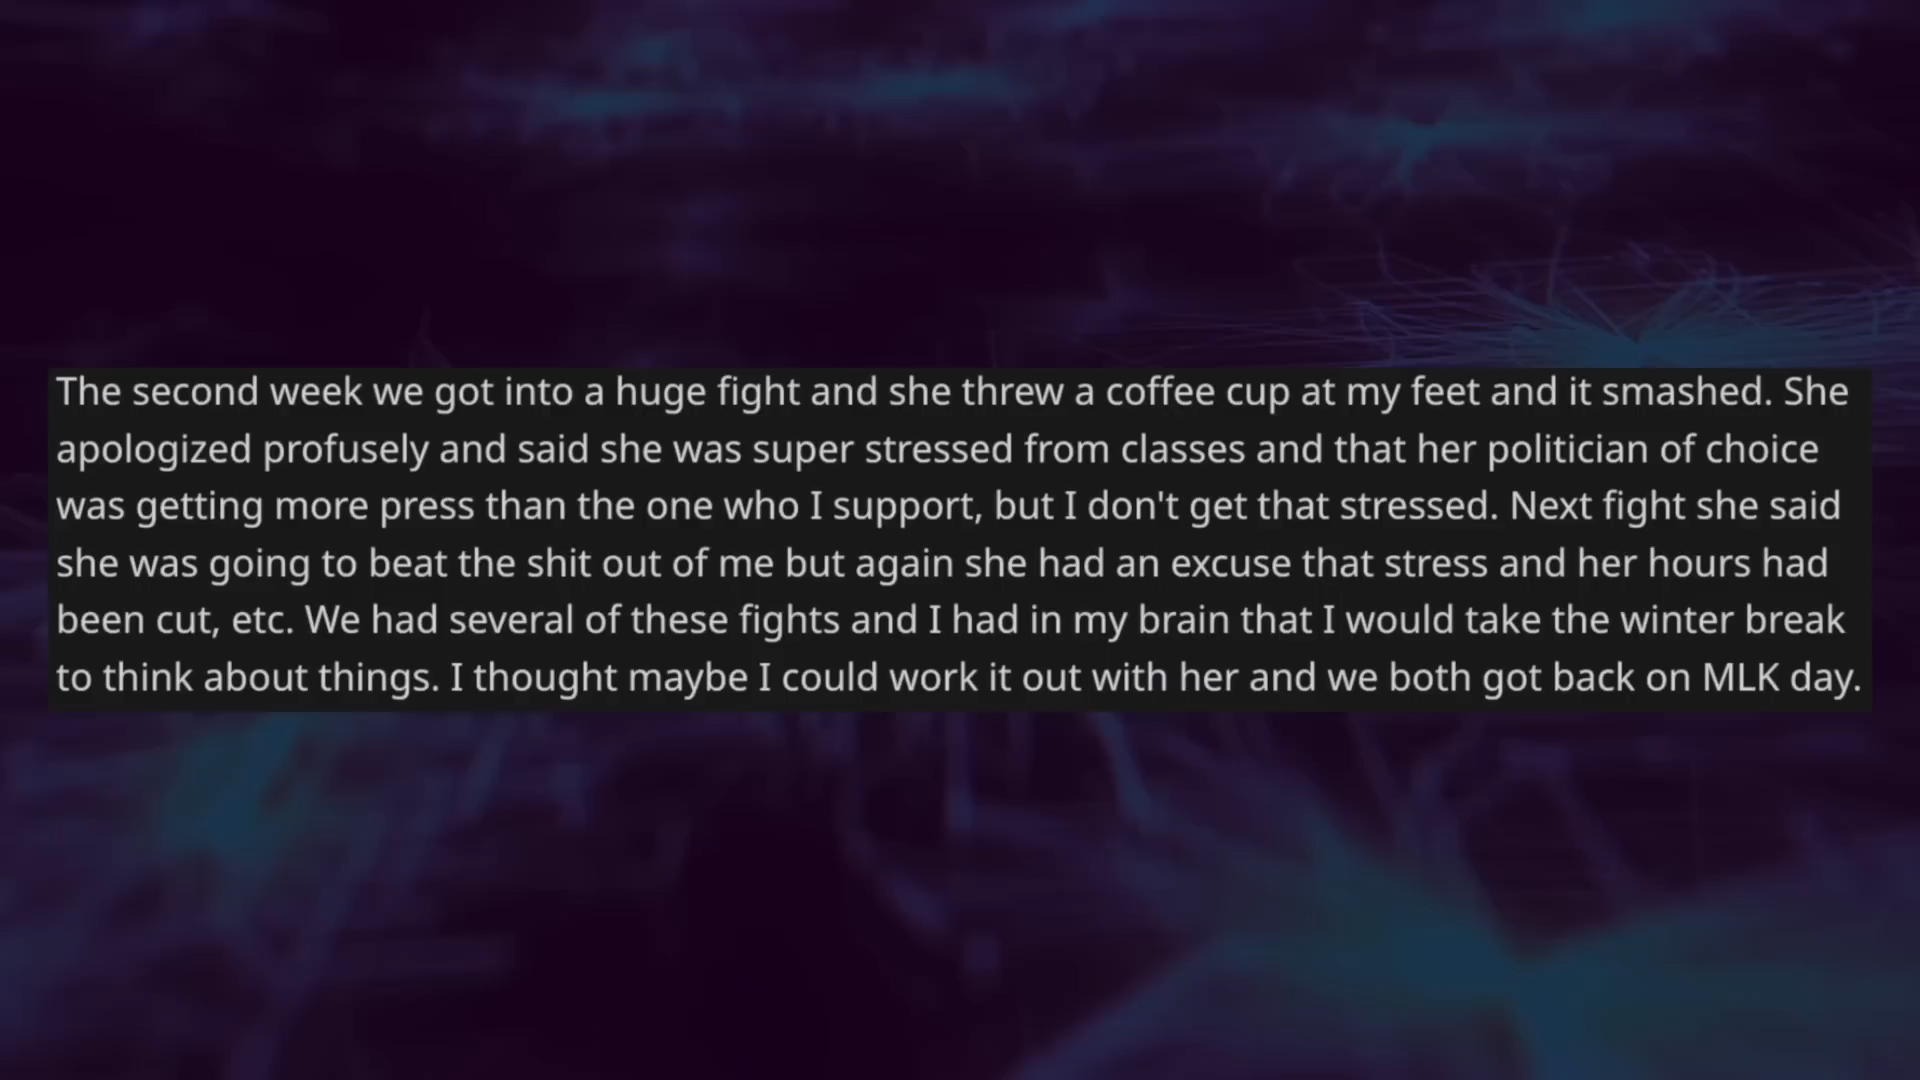 The second week we got into a huge fight and she threw a coffee cup at my feet and it smashed. She
apologized profusely and said she was super stressed from classes and that her politician of choice
was getting more press than the one who I support, but I don't get that stressed. Next fight she said
she was going to beat the shit out of me but again she had an excuse that stress and her hours had
been cut, etc. We had several of these fights and I had in my brain that I would take the winter break
to think about things. I thought maybe I could work it out with her and we both got back on MLK day.